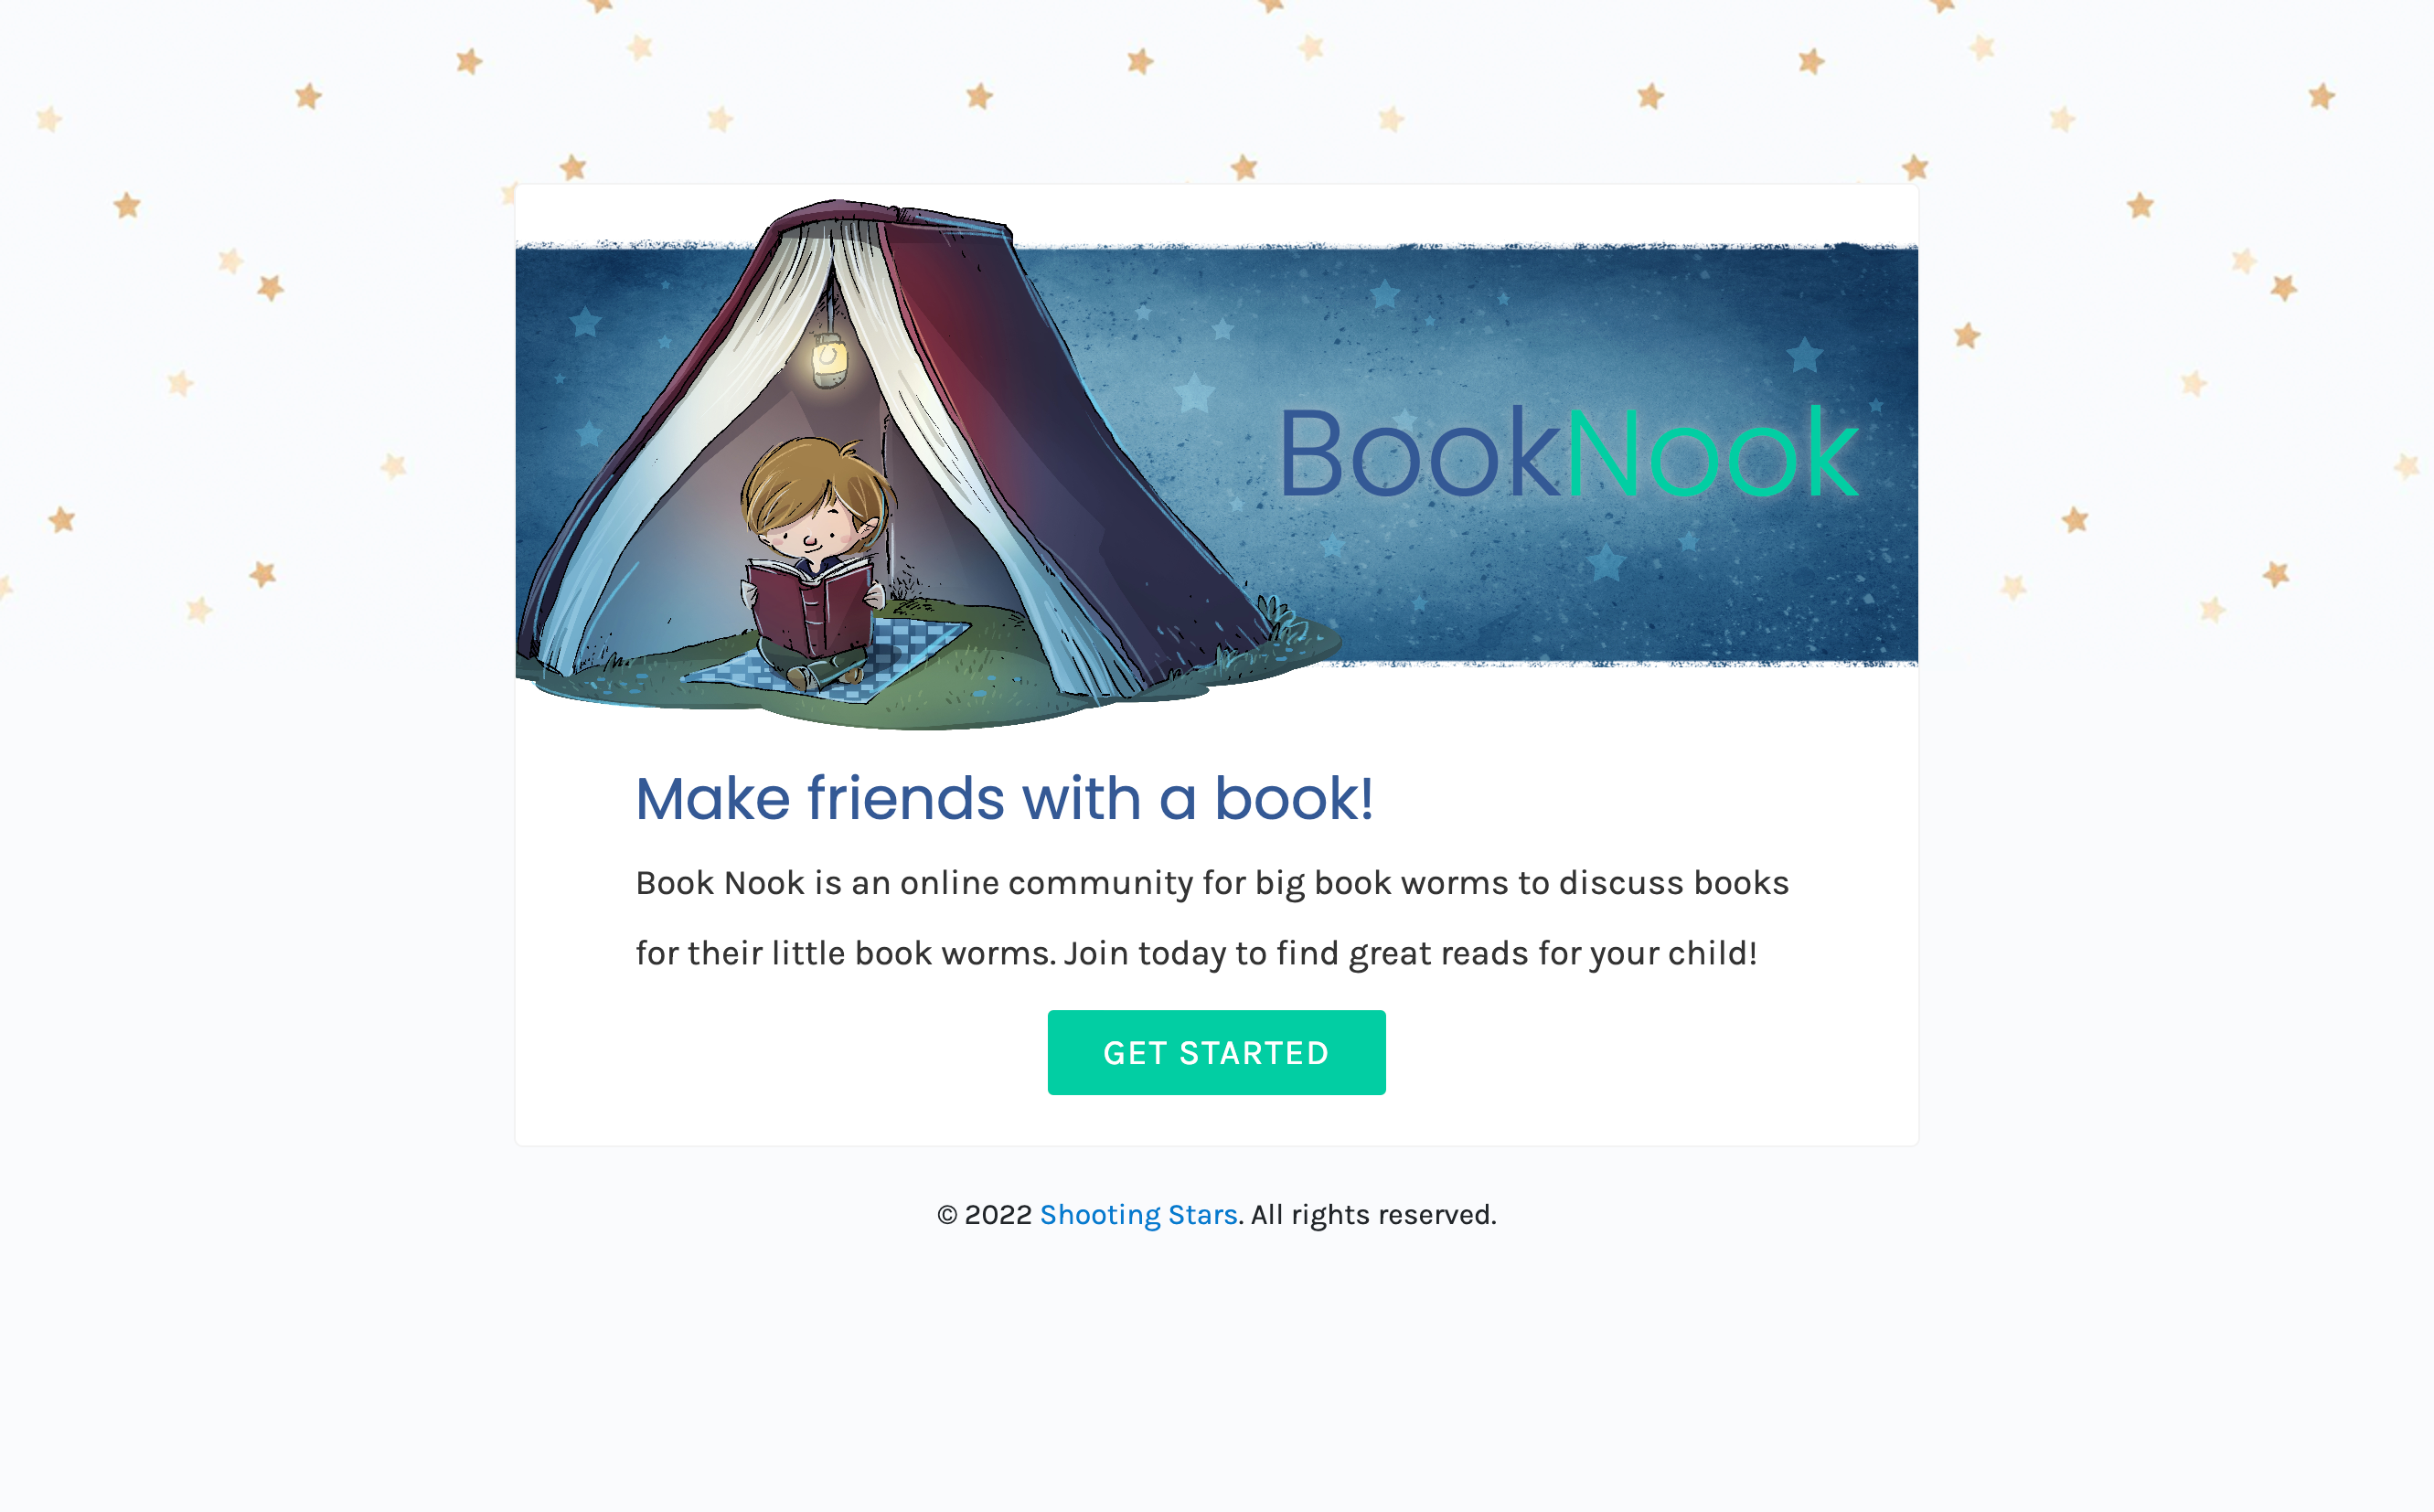 BookNook
Make friends with a book!
Book Nook is an online community for big book worms to discuss books
for their little book worms. Join today to find great reads for your child!
GET STARTED
© 2022 Shooting Stars. All rights reserved.